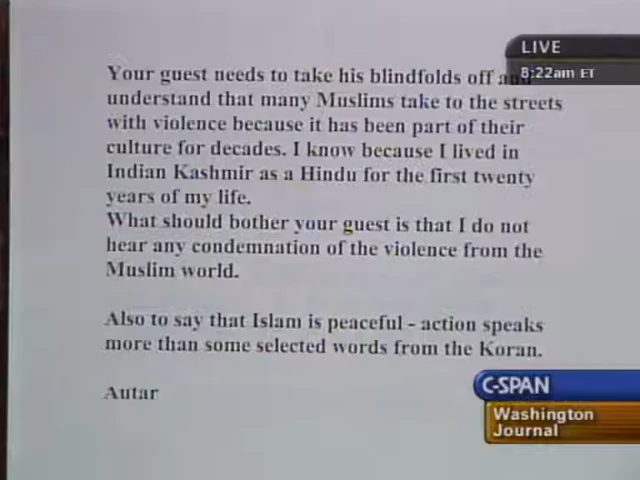 LIVE
8:22am ET
Your guest needs to take his blindfolds off and
understand that many Muslims take to the streets
with violence because it has been part of their
culture for decades. I know because I lived in
Indian Kashmir as a Hindu for the first twenty
years of my life.
What should bother your guest is that I do not
hear any condemnation of the violence from the
Muslim world.
Also to say that Islam is peaceful - action speaks
more than some selected words from the Koran.
Autar
C-SPAN
Washington
Journal